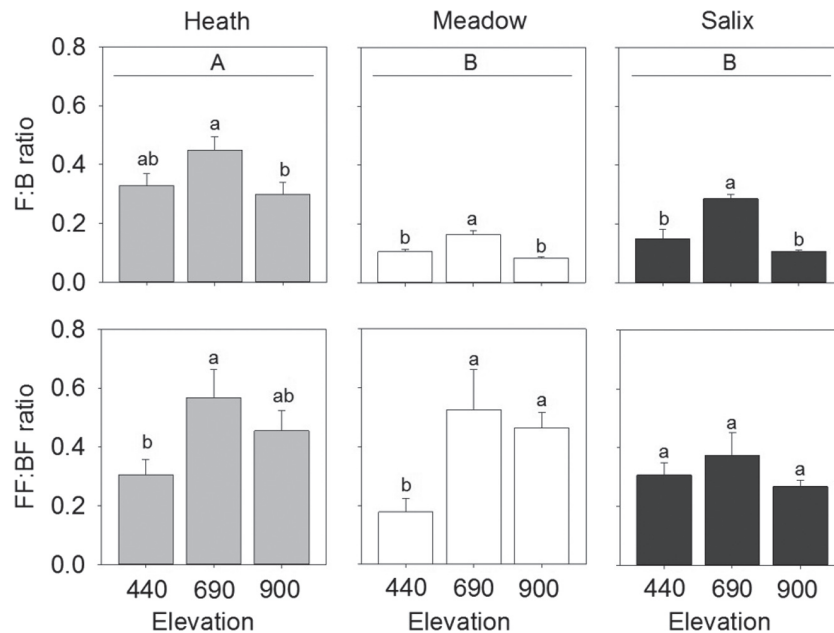 Heath Meadow Salix
0.8
A B B
0.6
a
ab
b
0.4
a
b b
0.2
a
b b
0.0
F:B ratio
0.8
a a
ab a
0.6
b
0.4
a a a
0.2
b
0.0
FF:BF ratio
440 690 900 440 690 900 440 690 900
Elevation Elevation Elevation